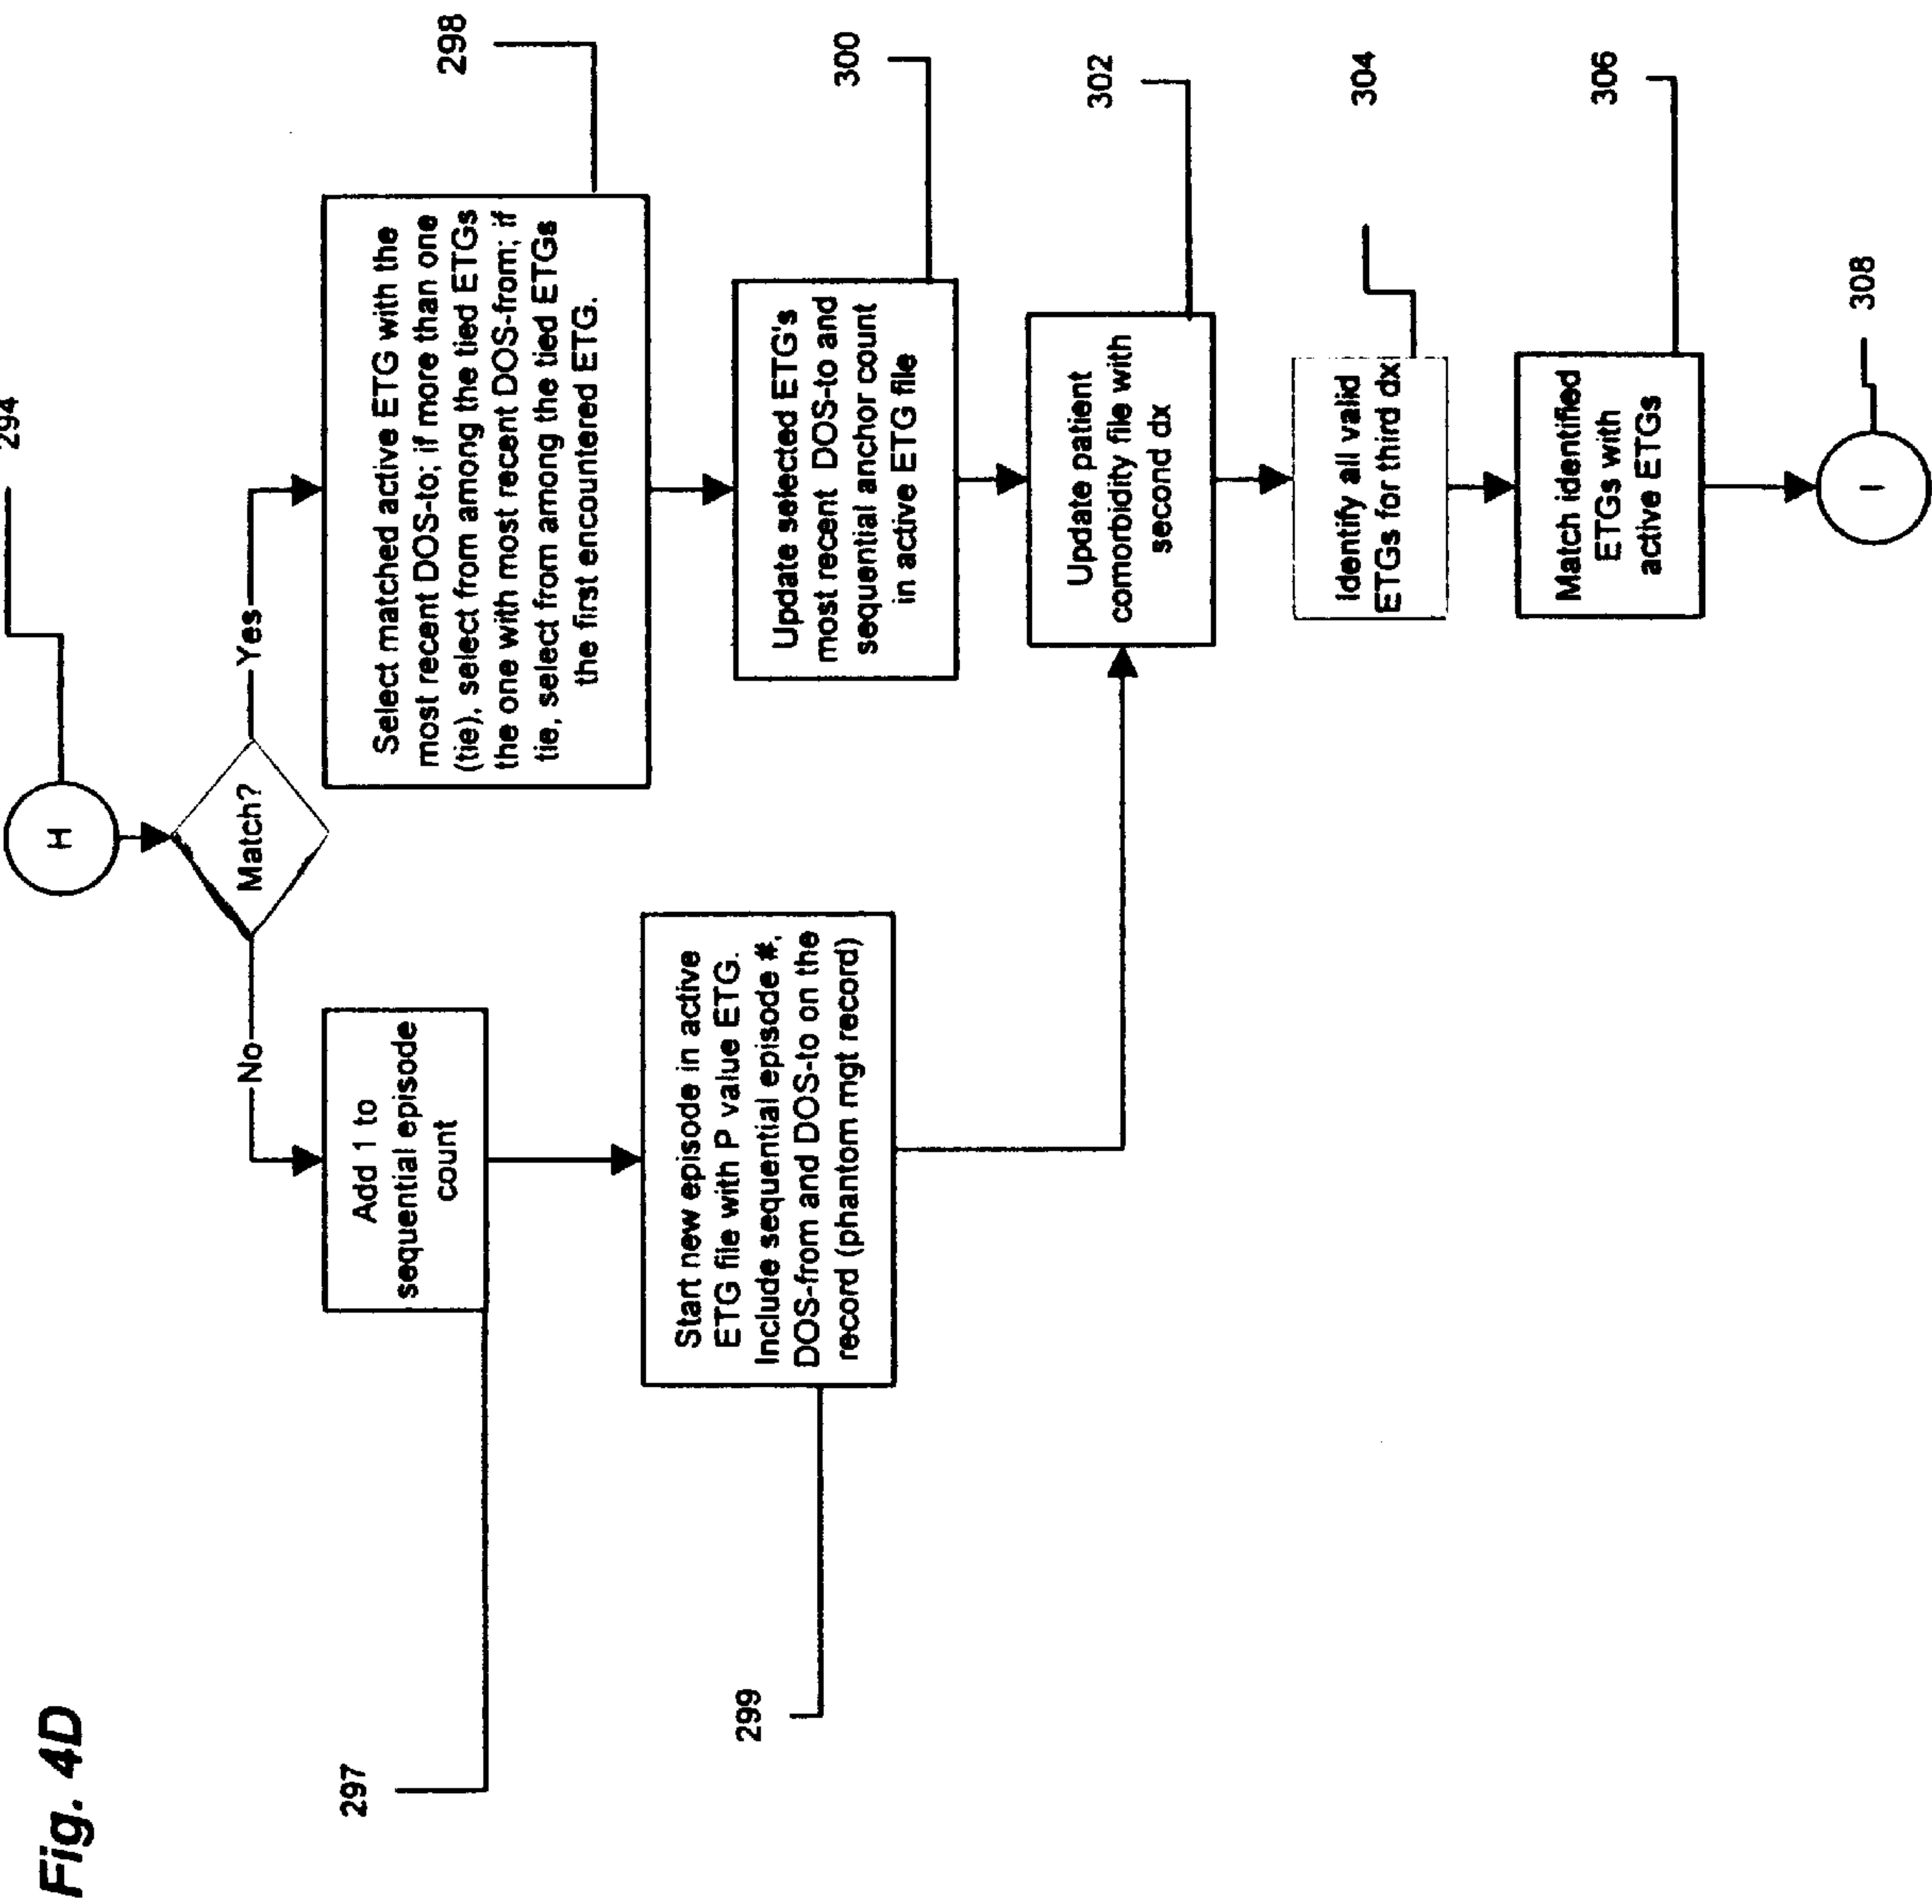 Fig. 4D
294
H
Match?
No
Yes
297
Add 1 to
sequential episode
count
298
Select matched active ETG with the
most recent DOS-to; if more than one
(tie), select from among the tied ETGs
the one with most recent DOS-from; if
tie, select from among the tied ETGs
the first encountered ETG.
299
Start new episode in active
ETG file with P value ETG.
Include sequential episode #,
DOS-from and DOS-to on the
record (phantom mgt record)
300
Update selected ETG's
most recent DOS-to and
sequential anchor count
in active ETG file
302
Update patient
comorbidity file with
second dx
304
Identify all valid
ETGs for third dx
306
Match identified
ETGs with
active ETGs
308
I